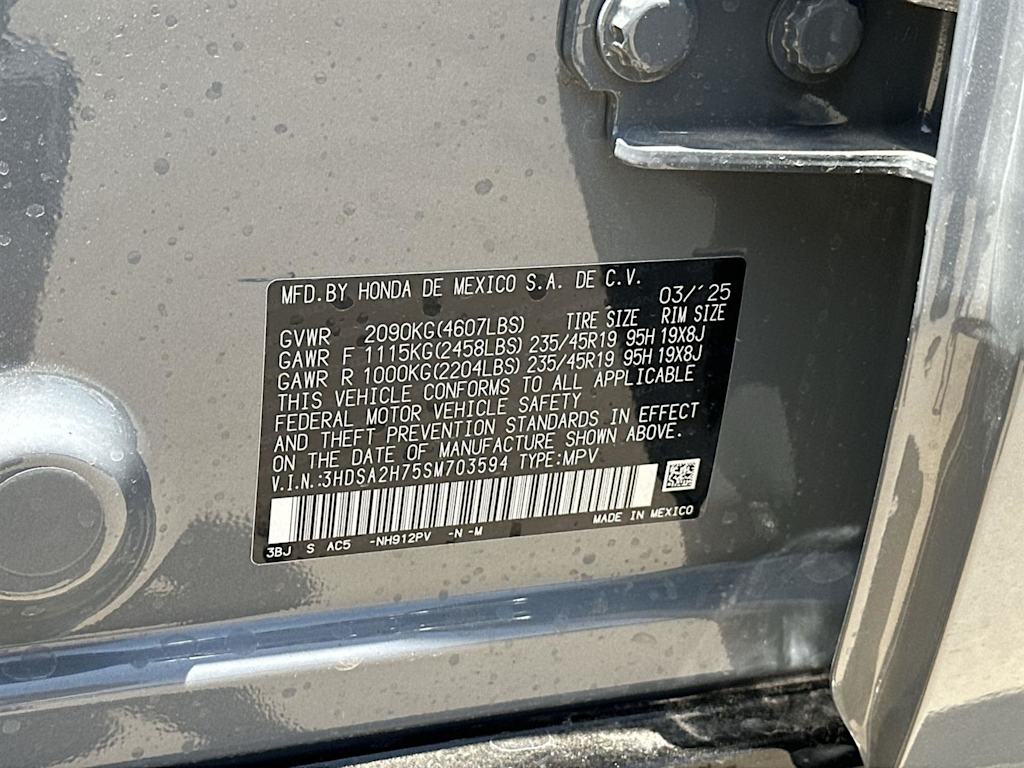 MFD.BY HONDA DE MEXICO S.A. DE C.V.
03/´25
TIRE SIZE RIM SIZE
GVWR 2090KG(4607LBS)
GAWR F 1115KG(2458LBS) 235/45R19 95H 19X8J
GAWR R 1000KG(2204LBS) 235/45R19 95H 19X8J
THIS VEHICLE CONFORMS TO ALL APPLICABLE
FEDERAL MOTOR VEHICLE SAFETY
AND THEFT PREVENTION STANDARDS IN EFFECT
ON THE DATE OF MANUFACTURE SHOWN ABOVE.
V.I.N.:3HDSA2H75SM703594 TYPE:MPV
MADE IN MEXICO
3BJ S AC5 -NH912PV -N -M